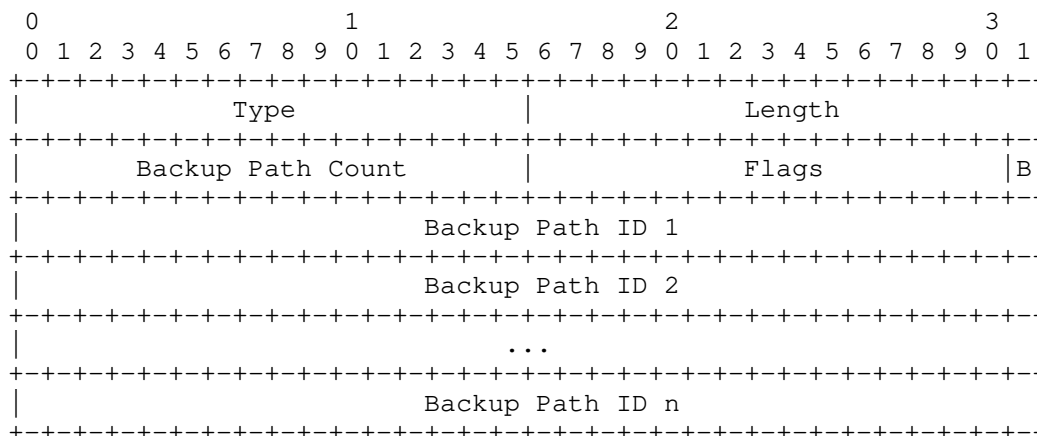 0                   1                   2                   3
0 1 2 3 4 5 6 7 8 9 0 1 2 3 4 5 6 7 8 9 0 1 2 3 4 5 6 7 8 9 0 1
+-+-+-+-+-+-+-+-+-+-+-+-+-+-+-+-+-+-+-+-+-+-+-+-+-+-+-+-+-+-+-+--
|             Type              |             Length
+-+-+-+-+-+-+-+-+-+-+-+-+-+-+-+-+-+-+-+-+-+-+-+-+-+-+-+-+-+-+-+--
|       Backup Path Count       |             Flags           |B
+-+-+-+-+-+-+-+-+-+-+-+-+-+-+-+-+-+-+-+-+-+-+-+-+-+-+-+-+-+-+-+--
|                         Backup Path ID 1
+-+-+-+-+-+-+-+-+-+-+-+-+-+-+-+-+-+-+-+-+-+-+-+-+-+-+-+-+-+-+-+--
|                         Backup Path ID 2
+-+-+-+-+-+-+-+-+-+-+-+-+-+-+-+-+-+-+-+-+-+-+-+-+-+-+-+-+-+-+-+--
|                              ...
+-+-+-+-+-+-+-+-+-+-+-+-+-+-+-+-+-+-+-+-+-+-+-+-+-+-+-+-+-+-+-+--
|                         Backup Path ID n
+-+-+-+-+-+-+-+-+-+-+-+-+-+-+-+-+-+-+-+-+-+-+-+-+-+-+-+-+-+-+-+--